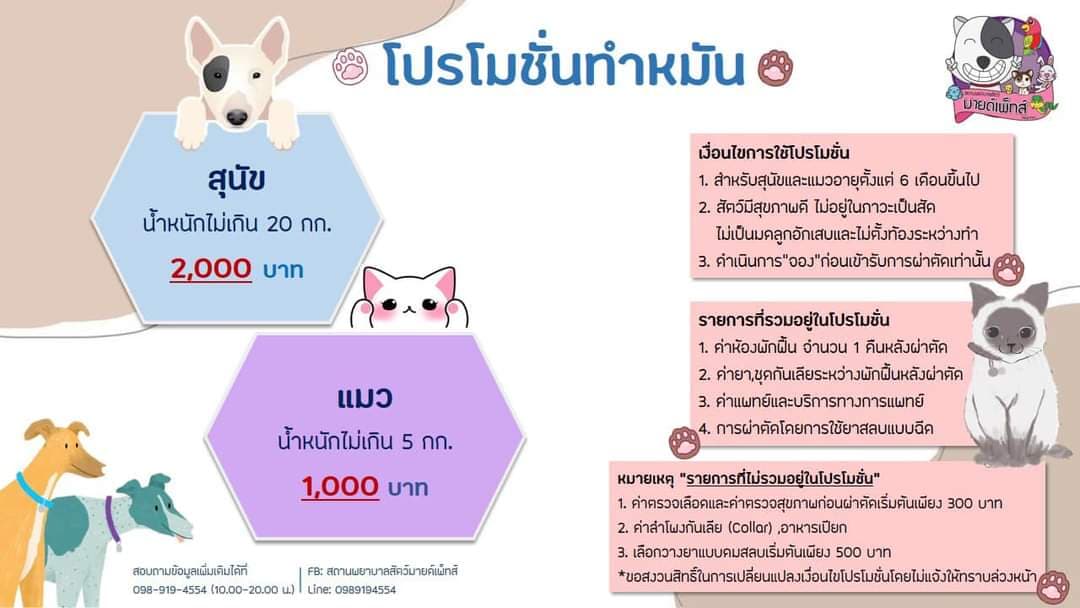 โปรโมชั่นทำหมัน
มายด์เพ็ทส์
สุนัข
น้ำหนักไม่เกิน 20 กก.
2,000 บาท
แมว
น้ำหนักไม่เกิน 5 กก.
1,000 บาท
เงื่อนไขการใช้โปรโมชั่น
1. สำหรับสุนัขและแมวอายุตั้งแต่ 6 เดือนขึ้นไป
2. สัตว์มีสุขภาพดี ไม่อยู่ในภาวะเป็นสัด
ไม่เป็นมดลูกอักเสบและไม่ตั้งท้องระหว่างทำ
3. ดำเนินการ"จอง"ก่อนเข้ารับการผ่าตัดเท่านั้น
รายการที่รวมอยู่ในโปรโมชั่น
1. ค่าห้องพักฟื้น จำนวน 1 คืนหลังผ่าตัด
2. ค่ายา,ชุดกันเลียระหว่างพักฟื้นหลังผ่าตัด
3. ค่าแพทย์และบริการทางการแพทย์
4. การผ่าตัดโดยการใช้ยาสลบแบบฉีด
หมายเหตุ "รายการที่ไม่รวมอยู่ในโปรโมชั่น"
1. ค่าตรวจเลือดและค่าตรวจสุขภาพก่อนผ่าตัดเริ่มต้นเพียง 300 บาท
2. ค่าลำโพงกันเลีย (Collar) ,อาหารเปียก
3. เลือกวางยาแบบดมสลบเริ่มต้นเพียง 500 บาท
*ขอสงวนสิทธิ์ในการเปลี่ยนแปลงเงื่อนไขโปรโมชั่นโดยไม่แจ้งให้ทราบล่วงหน้า
สอบถามข้อมูลเพิ่มเติมได้ที่
098-919-4554 (10.00-20.00 น.)
FB: สถานพยาบาลสัตว์มายด์เพ็ทส์
Line: 0989194554